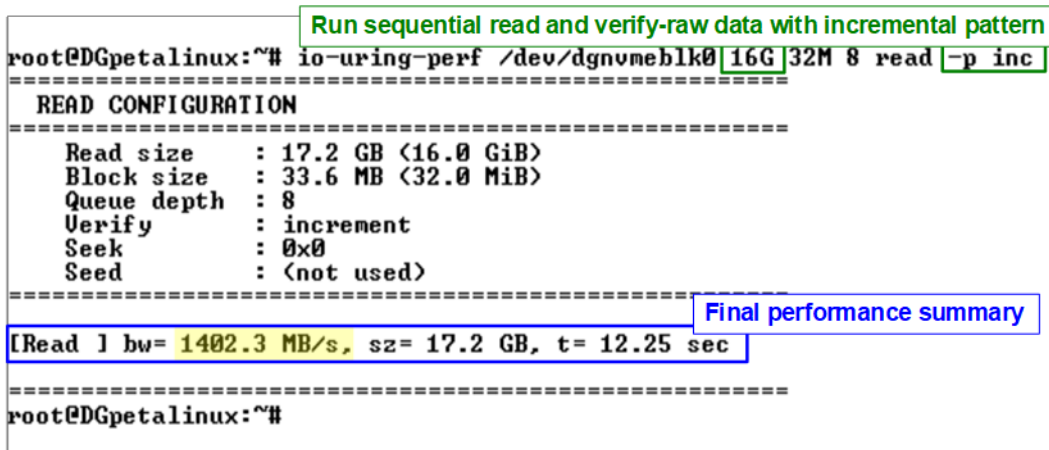 Run sequential read and verify-raw data with incremental pattern
root@DGpetalinux:~# io-uring-perf /dev/dgnvmeblk0 16G 32M 8 read -p inc
=================================================================
READ CONFIGURATION
=================================================================
Read size : 17.2 GB (16.0 GiB)
Block size : 33.6 MB (32.0 MiB)
Queue depth : 8
Verify : increment
Seek : 0x0
Seed : (not used)
=================================================================
Final performance summary
[Read ] bw= 1402.3 MB/s, sz= 17.2 GB, t= 12.25 sec
=================================================================
root@DGpetalinux:~#